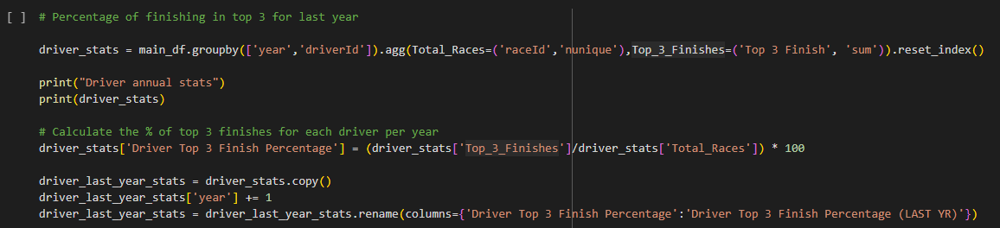 [ ] # Percentage of finishing in top 3 for last year
driver_stats = main_df.groupby(['year','driverId']).agg(Total_Races=('raceId','nunique'),Top_3_Finishes=('Top 3 Finish', 'sum')).reset_index()
print("Driver annual stats")
print(driver_stats)
# Calculate the % of top 3 finishes for each driver per year
driver_stats['Driver Top 3 Finish Percentage'] = (driver_stats['Top_3_Finishes']/driver_stats['Total_Races']) * 100
driver_last_year_stats = driver_stats.copy()
driver_last_year_stats['year'] += 1
driver_last_year_stats = driver_last_year_stats.rename(columns={'Driver Top 3 Finish Percentage':'Driver Top 3 Finish Percentage (LAST YR)'})